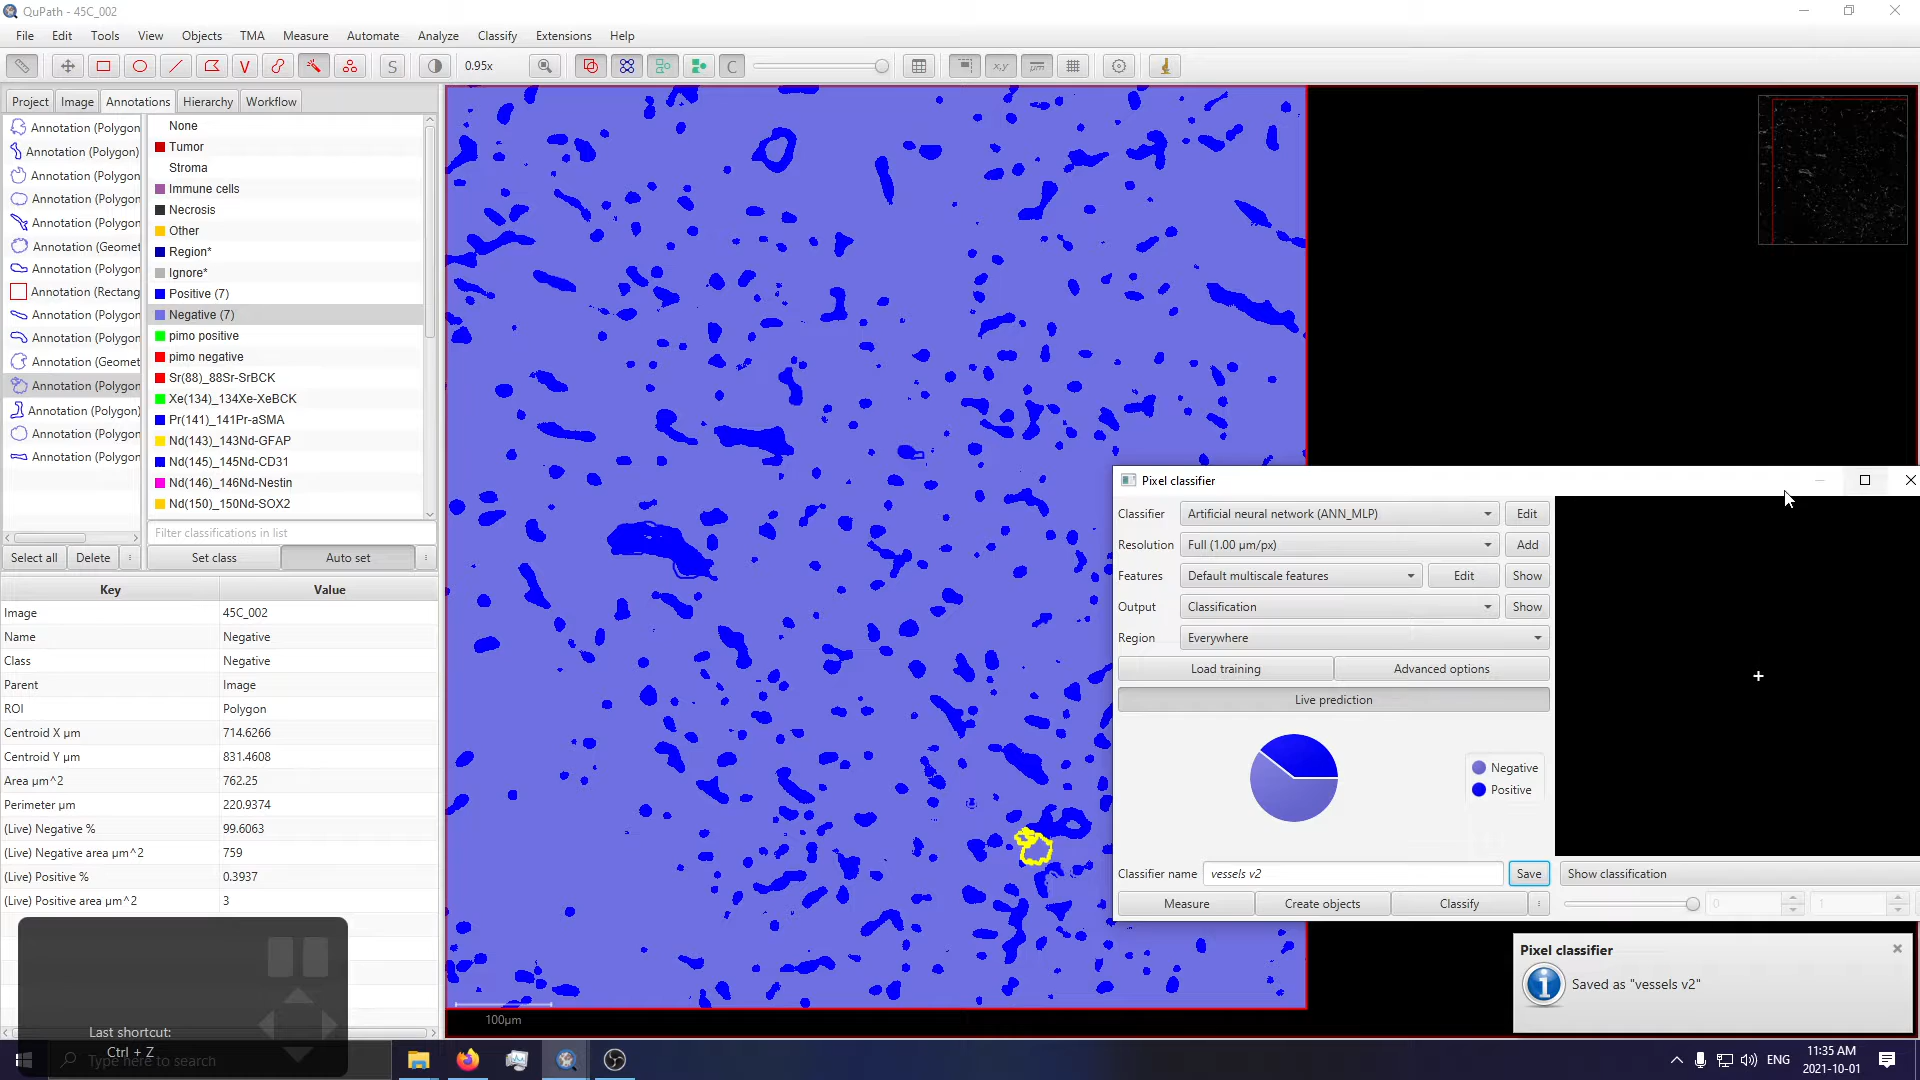 QuPath - 45C_002
File Edit Tools View Objects TMA Measure Automate Analyze Classify Extensions Help
V S 0.95x C x,y μm
Project Image Annotations Hierarchy Workflow
Annotation (Polygon
Annotation (Polygon)
Annotation (Polygon
Annotation (Polygon
Annotation (Polygon
Annotation (Geomet
Annotation (Polygon
Annotation (Rectang
Annotation (Polygon
Annotation (Polygon
Annotation (Geomet
Annotation (Polygon
Annotation (Polygon)
Annotation (Polygon
Annotation (Polygon
None
Tumor
Stroma
Immune cells
Necrosis
Other
Region*
Ignore*
Positive (7)
Negative (7)
pimo positive
pimo negative
Sr(88)_88Sr-SrBCK
Xe(134)_134Xe-XeBCK
Pr(141)_141Pr-aSMA
Nd(143)_143Nd-GFAP
Nd(145)_145Nd-CD31
Nd(146)_146Nd-Nestin
Nd(150)_150Nd-SOX2
Filter classifications in list
Select all Delete Set class Auto set
Key Value
Image 45C_002
Name Negative
Class Negative
Parent Image
ROI Polygon
Centroid X μm 714.6266
Centroid Y μm 831.4608
Area μm^2 762.25
Perimeter μm 220.9374
(Live) Negative % 99.6063
(Live) Negative area μm^2 759
(Live) Positive % 0.3937
(Live) Positive area μm^2 3
Last shortcut:
Ctrl + Z
100μm
Pixel classifier
Classifier Artificial neural network (ANN_MLP) Edit
Resolution Full (1.00 μm/px) Add
Features Default multiscale features Edit Show
Output Classification Show
Region Everywhere
Load training Advanced options
Live prediction
Negative
Positive
Classifier name vessels v2 Save Show classification
Measure Create objects Classify 0 1
Pixel classifier
Saved as "vessels v2"
Type here to search
ENG
11:35 AM
2021-10-01